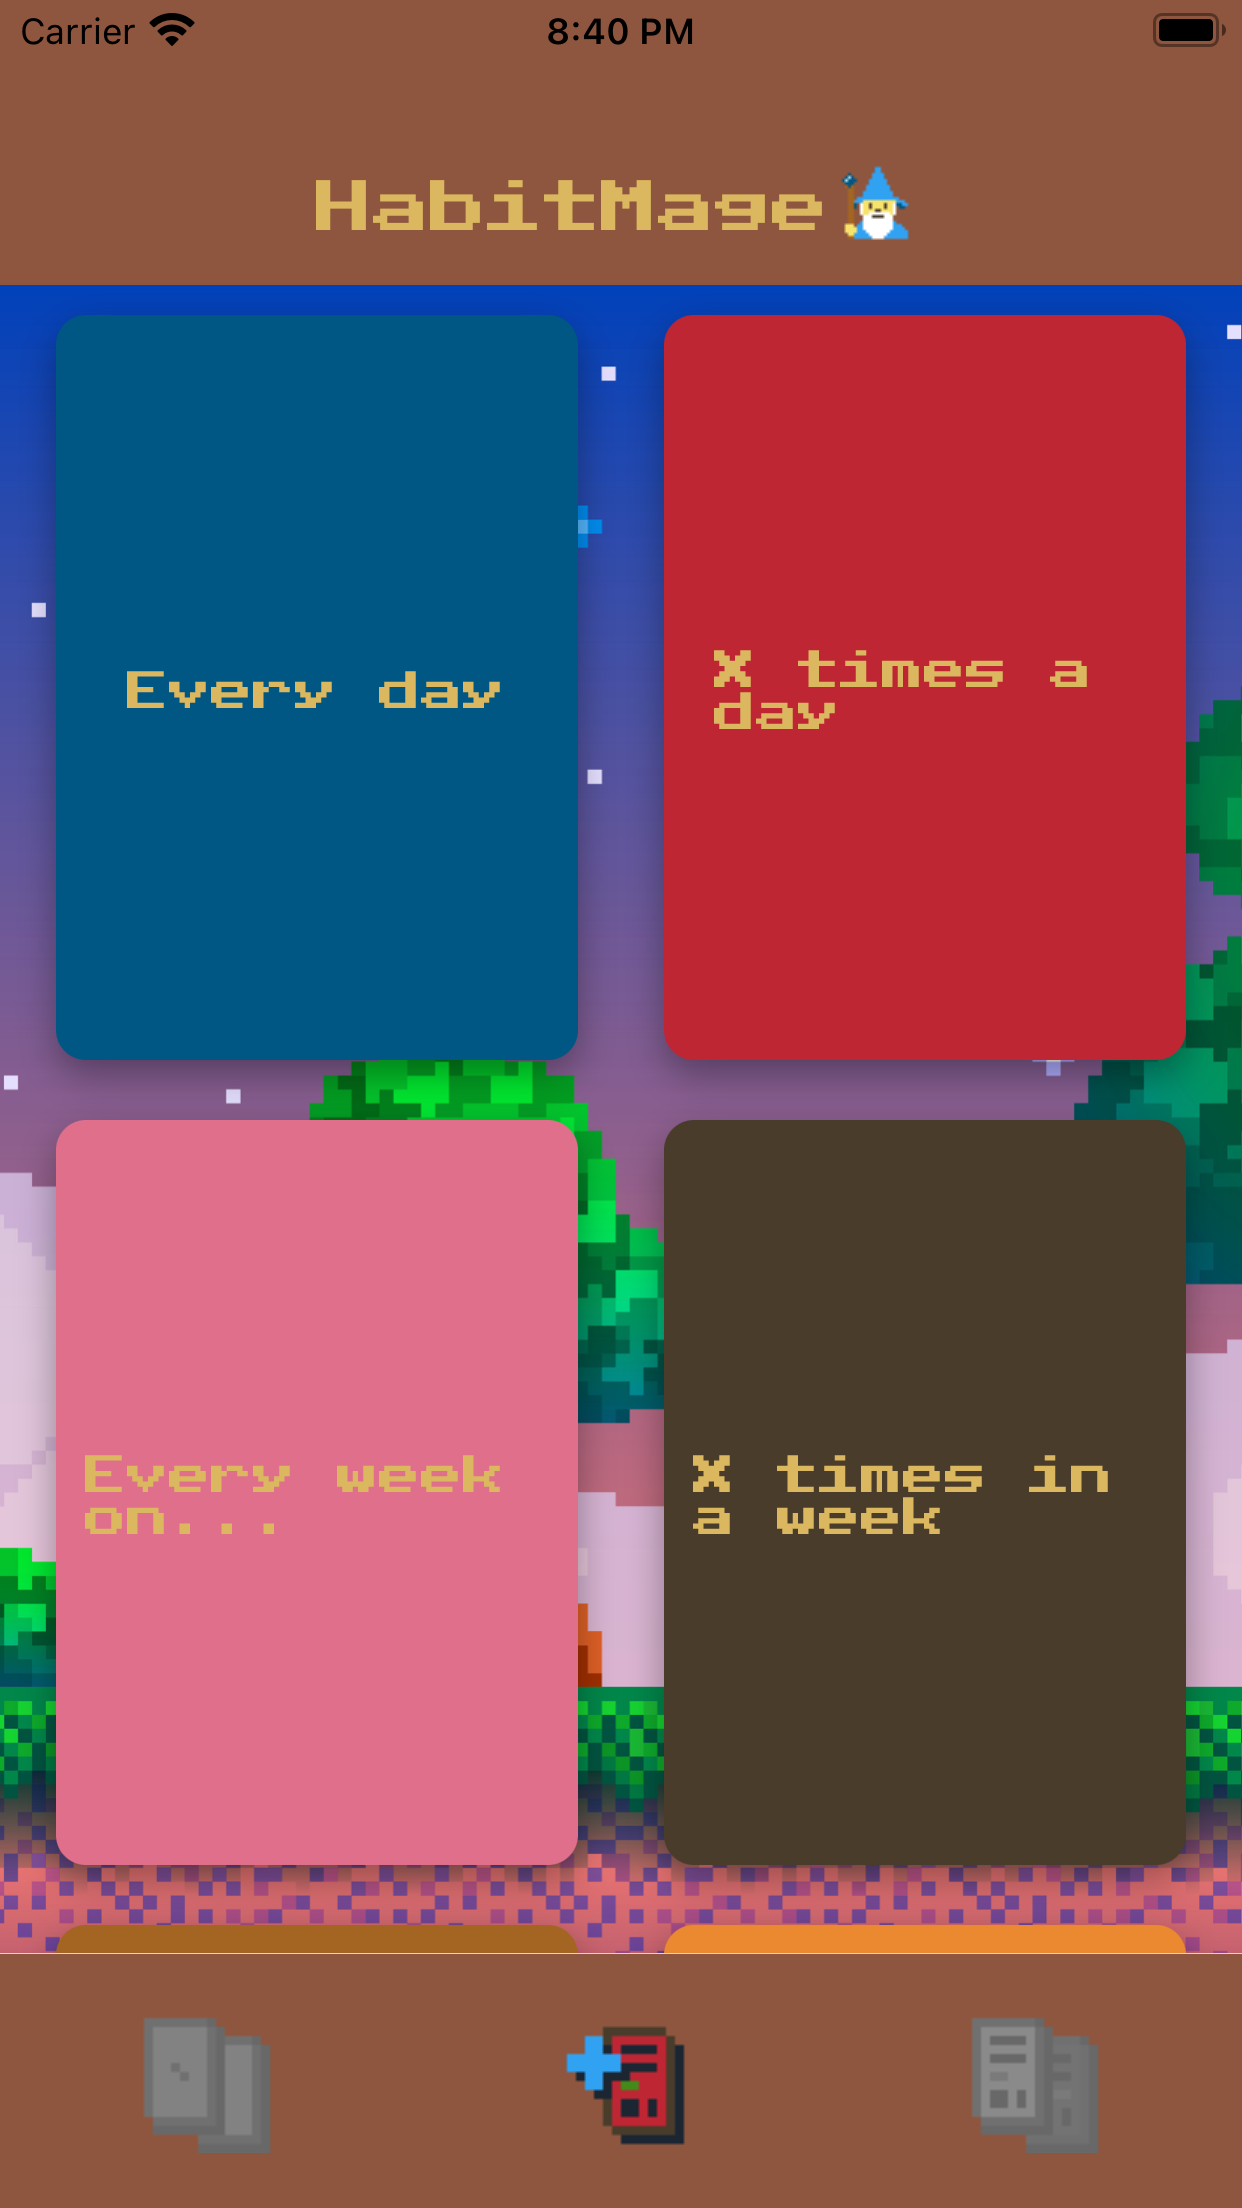 Carrier 8:40 PM
HabitMage
Every day
X times a
day
Every week
on...
X times in
a week